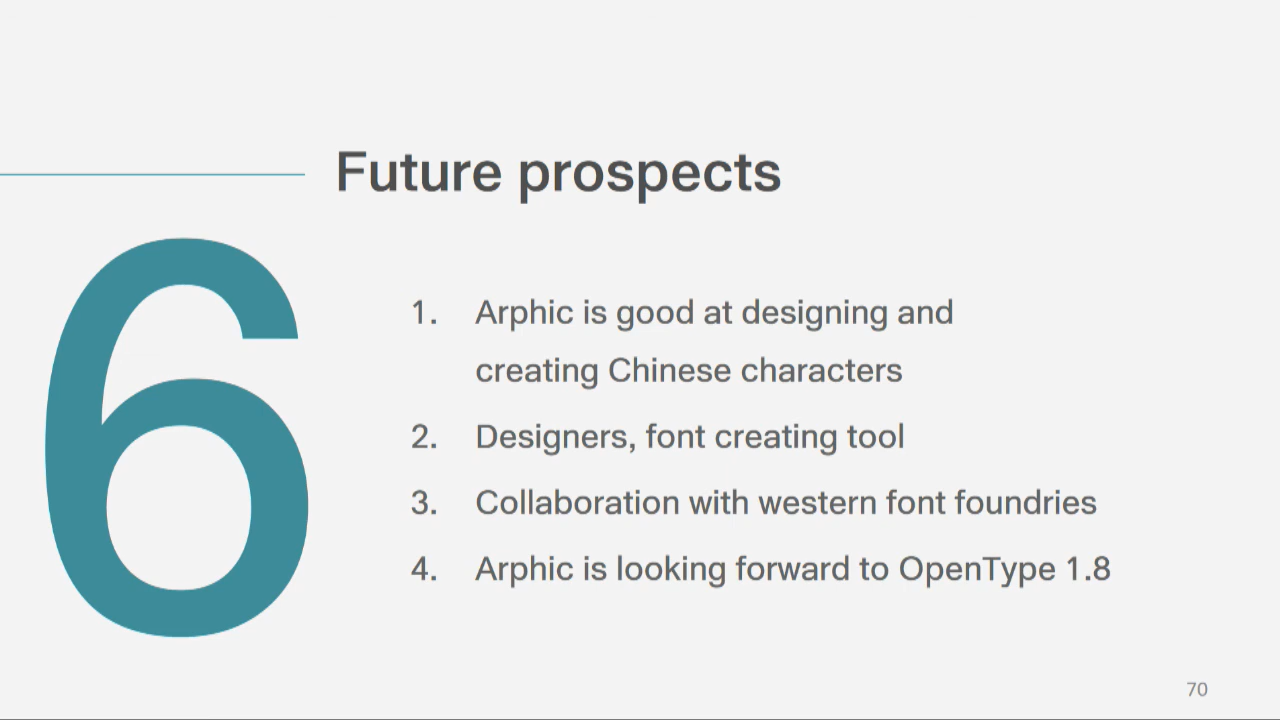 Future prospects
6
1. Arphic is good at designing and
creating Chinese characters
2. Designers, font creating tool
3. Collaboration with western font foundries
4. Arphic is looking forward to OpenType 1.8
70